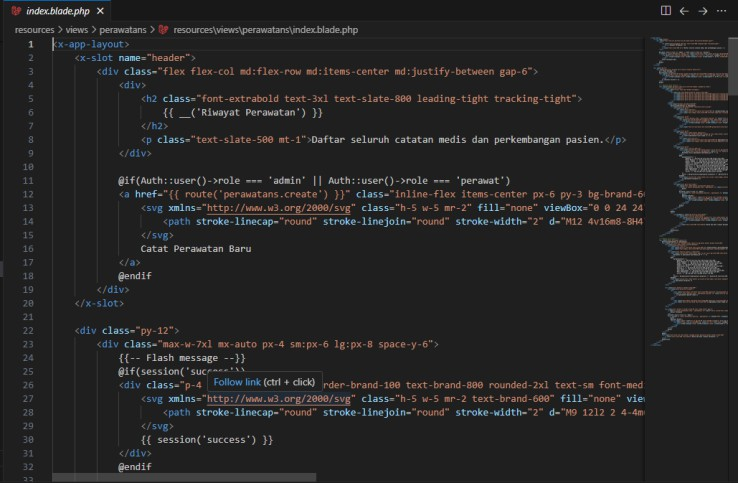 index.blade.php
resources > views > perawatans > resources\views\perawatans\index.blade.php
1 <x-app-layout>
2 <x-slot name="header">
3 <div class="flex flex-col md:flex-row md:items-center md:justify-between gap-6">
4 <div>
5 <h2 class="font-extrabold text-3xl text-slate-800 leading-tight tracking-tight">
6 {{ __('Riwayat Perawatan') }}
7 </h2>
8 <p class="text-slate-500 mt-1">Daftar seluruh catatan medis dan perkembangan pasien.</p>
9 </div>
10
11 @if(Auth::user()->role === 'admin' || Auth::user()->role === 'perawat')
12 <a href="{{ route('perawatans.create') }}" class="inline-flex items-center px-6 py-3 bg-brand-6
13 <svg xmlns="http://www.w3.org/2000/svg" class="h-5 w-5 mr-2" fill="none" viewBox="0 0 24 24
14 <path stroke-linecap="round" stroke-linejoin="round" stroke-width="2" d="M12 4v16m8-8H4
15 </svg>
16 Catat Perawatan Baru
17 </a>
18 @endif
19 </div>
20 </x-slot>
21
22 <div class="py-12">
23 <div class="max-w-7xl mx-auto px-4 sm:px-6 lg:px-8 space-y-6">
24 {{-- Flash message --}}
25 @if(session('success'))
Follow link (ctrl + click)
26 <div class="p-4 rder-brand-100 text-brand-800 rounded-2xl text-sm font-med
27 <svg xmlns="http://www.w3.org/2000/svg" class="h-5 w-5 mr-2 text-brand-600" fill="none" vie
28 <path stroke-linecap="round" stroke-linejoin="round" stroke-width="2" d="M9 12l2 2 4-4m
29 </svg>
30 {{ session('success') }}
31 </div>
32 @endif
33